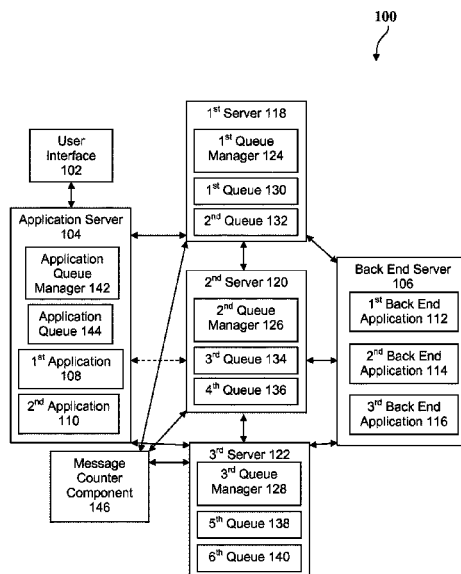 100
1st Server 118
1st Queue
Manager 124
1st Queue 130
2nd Queue 132
User
Interface
102
Application Server
104
Application
Queue
Manager 142
Application
Queue 144
1st Application
108
2nd Application
110
2nd Server 120
2nd Queue
Manager 126
3rd Queue 134
4th Queue 136
Back End Server
106
1st Back End
Application 112
2nd Back End
Application 114
3rd Back End
Application 116
Message
Counter
Component
146
3rd Server 122
3rd Queue
Manager 128
5th Queue 138
6th Queue 140